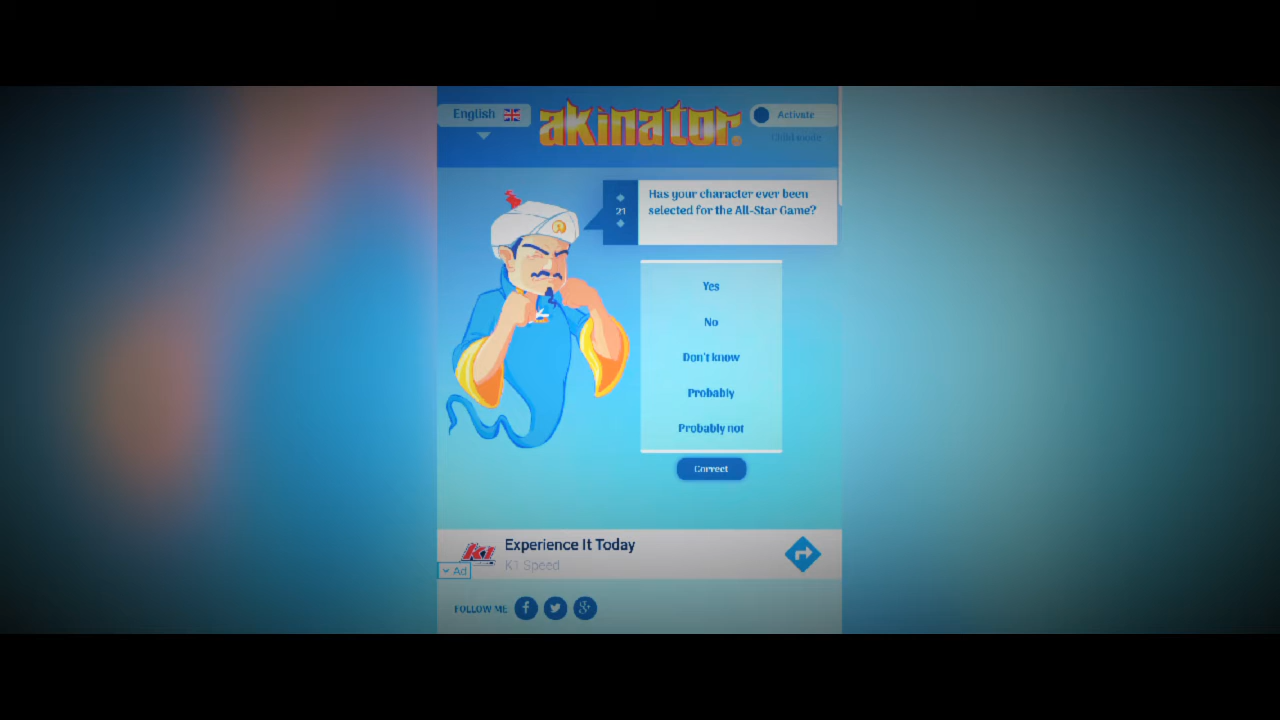 English
akinator.
Activate
Child mode
21
Has your character ever been
selected for the All-Star Game?
Yes
No
Don't know
Probably
Probably not
Correct
K1
Experience It Today
K1 Speed
Ad
FOLLOW ME
f
g+